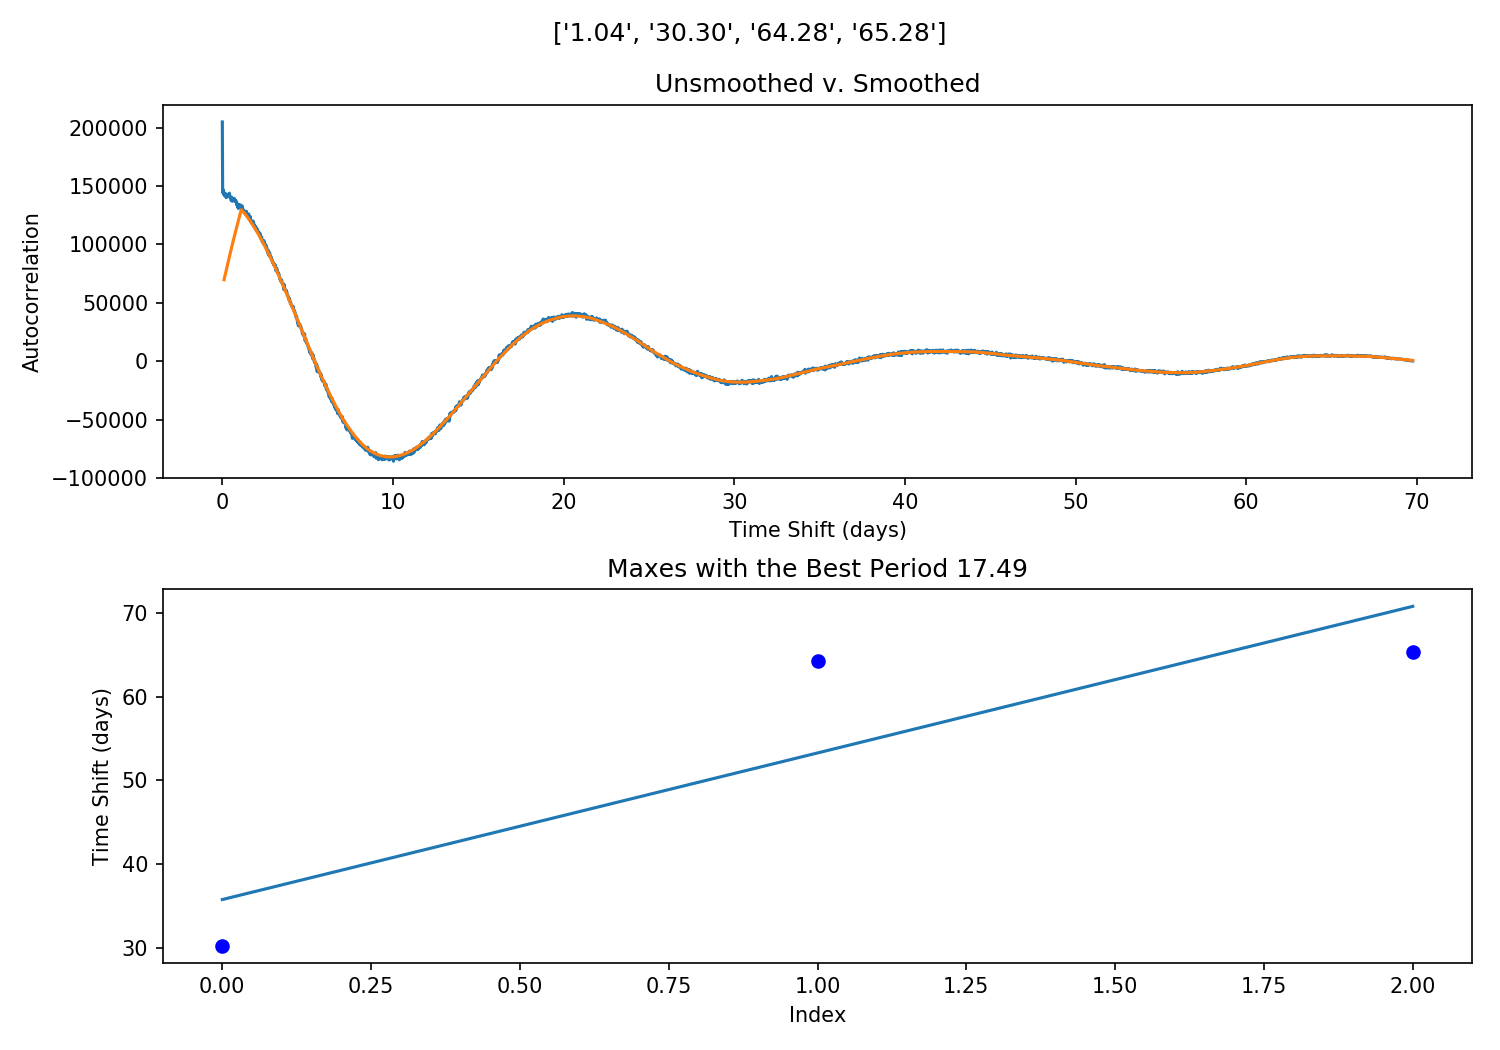 ['1.04', '30.30', '64.28', '65.28']
Unsmoothed v. Smoothed
200000
150000
100000
50000
0
−50000
−100000
Autocorrelation
0 10 20 30 40 50 60 70
Time Shift (days)
Maxes with the Best Period 17.49
70
60
50
40
30
Time Shift (days)
0.00 0.25 0.50 0.75 1.00 1.25 1.50 1.75 2.00
Index